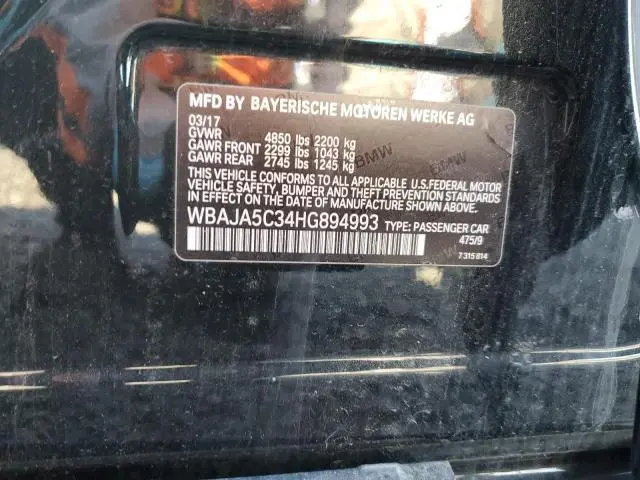 MFD BY BAYERISCHE MOTOREN WERKE AG
03/17
GVWR 4850 lbs 2200 kg
GAWR FRONT 2299 lbs 1043 kg
GAWR REAR 2745 lbs 1245 kg
THIS VEHICLE CONFORMS TO ALL APPLICABLE U.S.FEDERAL MOTOR
VEHICLE SAFETY, BUMPER, AND THEFT PREVENTION STANDARDS
IN EFFECT ON THE DATE OF MANUFACTURE SHOWN ABOVE.
WBAJA5C34HG894993 TYPE: PASSENGER CAR
475/9
7 315 814